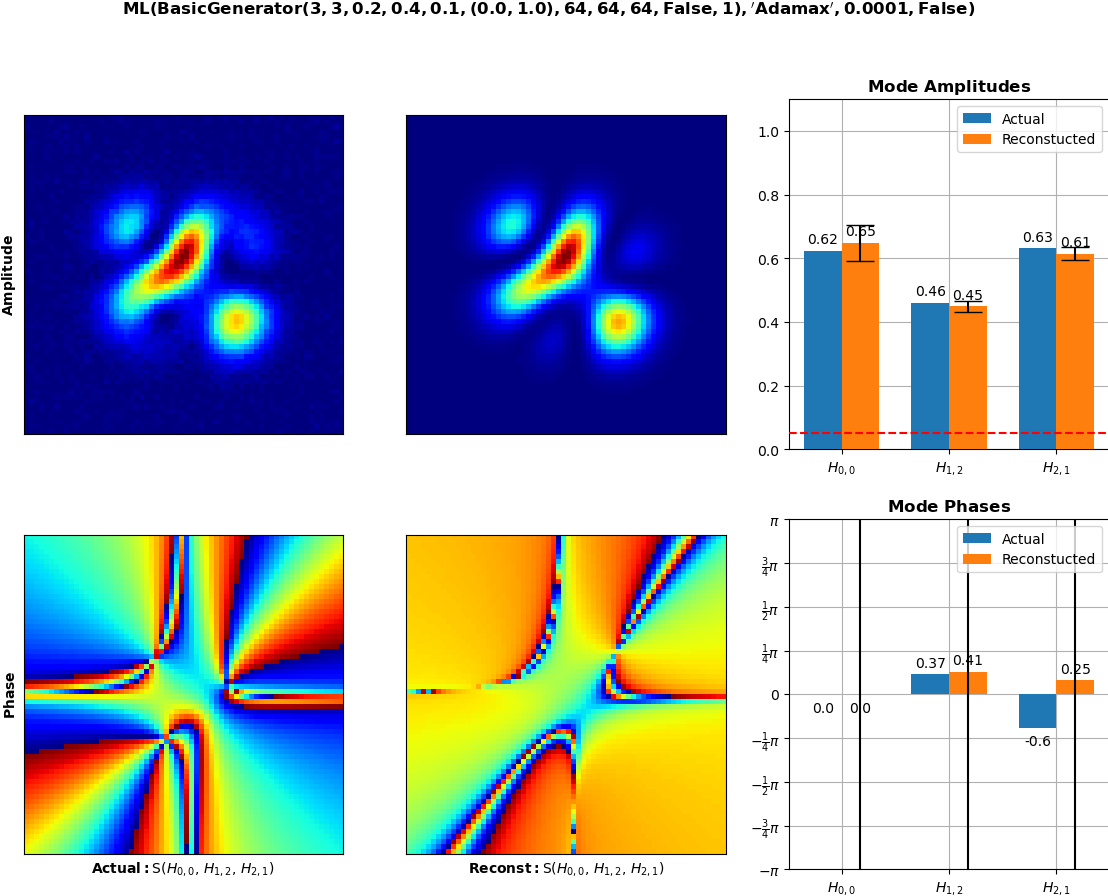 ML(BasicGenerator(3, 3, 0.2, 0.4, 0.1, (0.0, 1.0), 64, 64, 64, False, 1), ′Adamax′, 0.0001, False)
Amplitude
Mode Amplitudes
Actual
Reconstucted
1.0
0.8
0.6
0.4
0.2
0.0
0.62
0.65
0.46
0.45
0.63
0.61
H₀,₀
H₁,₂
H₂,₁
Phase
Actual: S(H₀,₀, H₁,₂, H₂,₁)
Reconst: S(H₀,₀, H₁,₂, H₂,₁)
Mode Phases
Actual
Reconstucted
π
3/4π
1/2π
1/4π
0
−1/4π
−1/2π
−3/4π
−π
0.0
0.0
0.37
0.41
-0.6
0.25
H₀,₀
H₁,₂
H₂,₁